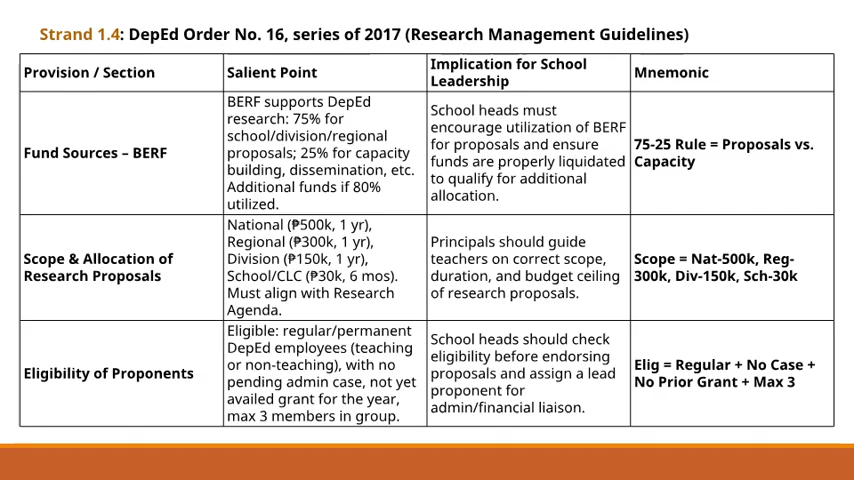 Strand 1.4: DepEd Order No. 16, series of 2017 (Research Management Guidelines)
Provision / Section
Salient Point
Implication for School
Leadership
Mnemonic
Fund Sources – BERF
BERF supports DepEd
research: 75% for
school/division/regional
proposals; 25% for capacity
building, dissemination, etc.
Additional funds if 80%
utilized.
School heads must
encourage utilization of BERF
for proposals and ensure
funds are properly liquidated
to qualify for additional
allocation.
75-25 Rule = Proposals vs.
Capacity
Scope & Allocation of
Research Proposals
National (₱500k, 1 yr),
Regional (₱300k, 1 yr),
Division (₱150k, 1 yr),
School/CLC (₱30k, 6 mos).
Must align with Research
Agenda.
Principals should guide
teachers on correct scope,
duration, and budget ceiling
of research proposals.
Scope = Nat-500k, Reg-
300k, Div-150k, Sch-30k
Eligibility of Proponents
Eligible: regular/permanent
DepEd employees (teaching
or non-teaching), with no
pending admin case, not yet
availed grant for the year,
max 3 members in group.
School heads should check
eligibility before endorsing
proposals and assign a lead
proponent for
admin/financial liaison.
Elig = Regular + No Case +
No Prior Grant + Max 3